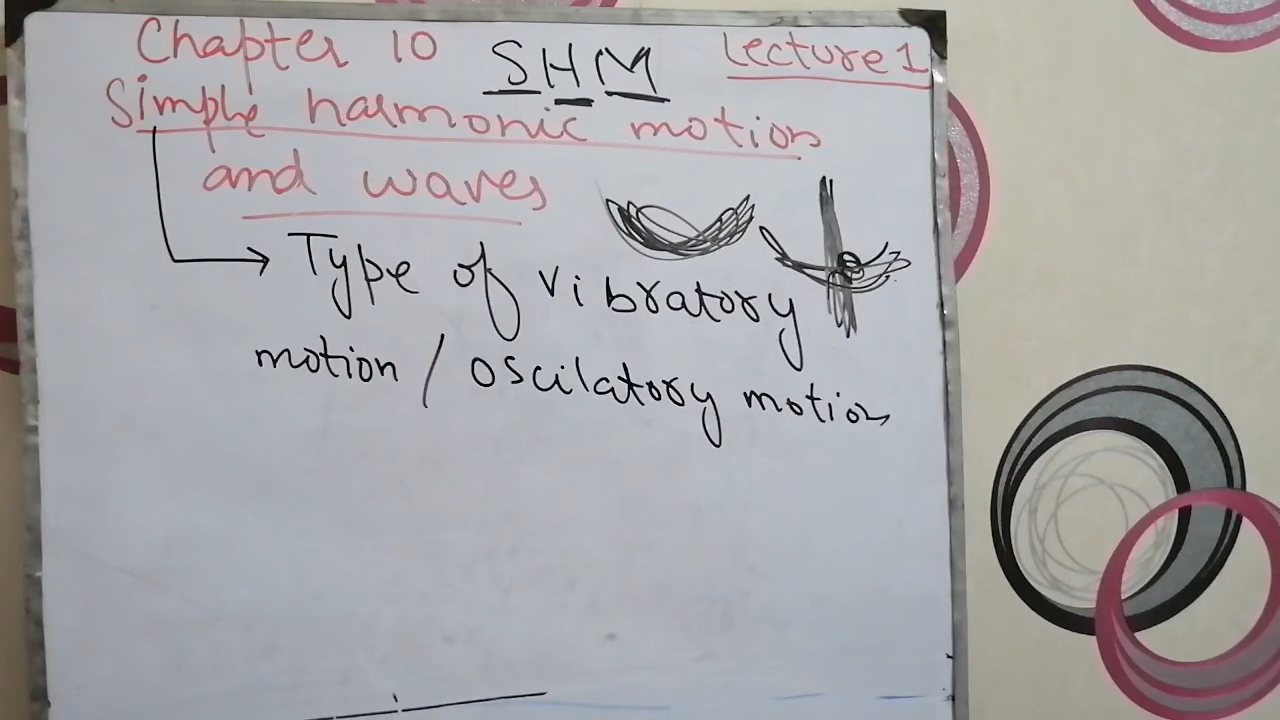 Chapter 10 SHM Lecture 1
Simple harmonic motion
and waves
Type of vibratory
motion / oscilatory motion